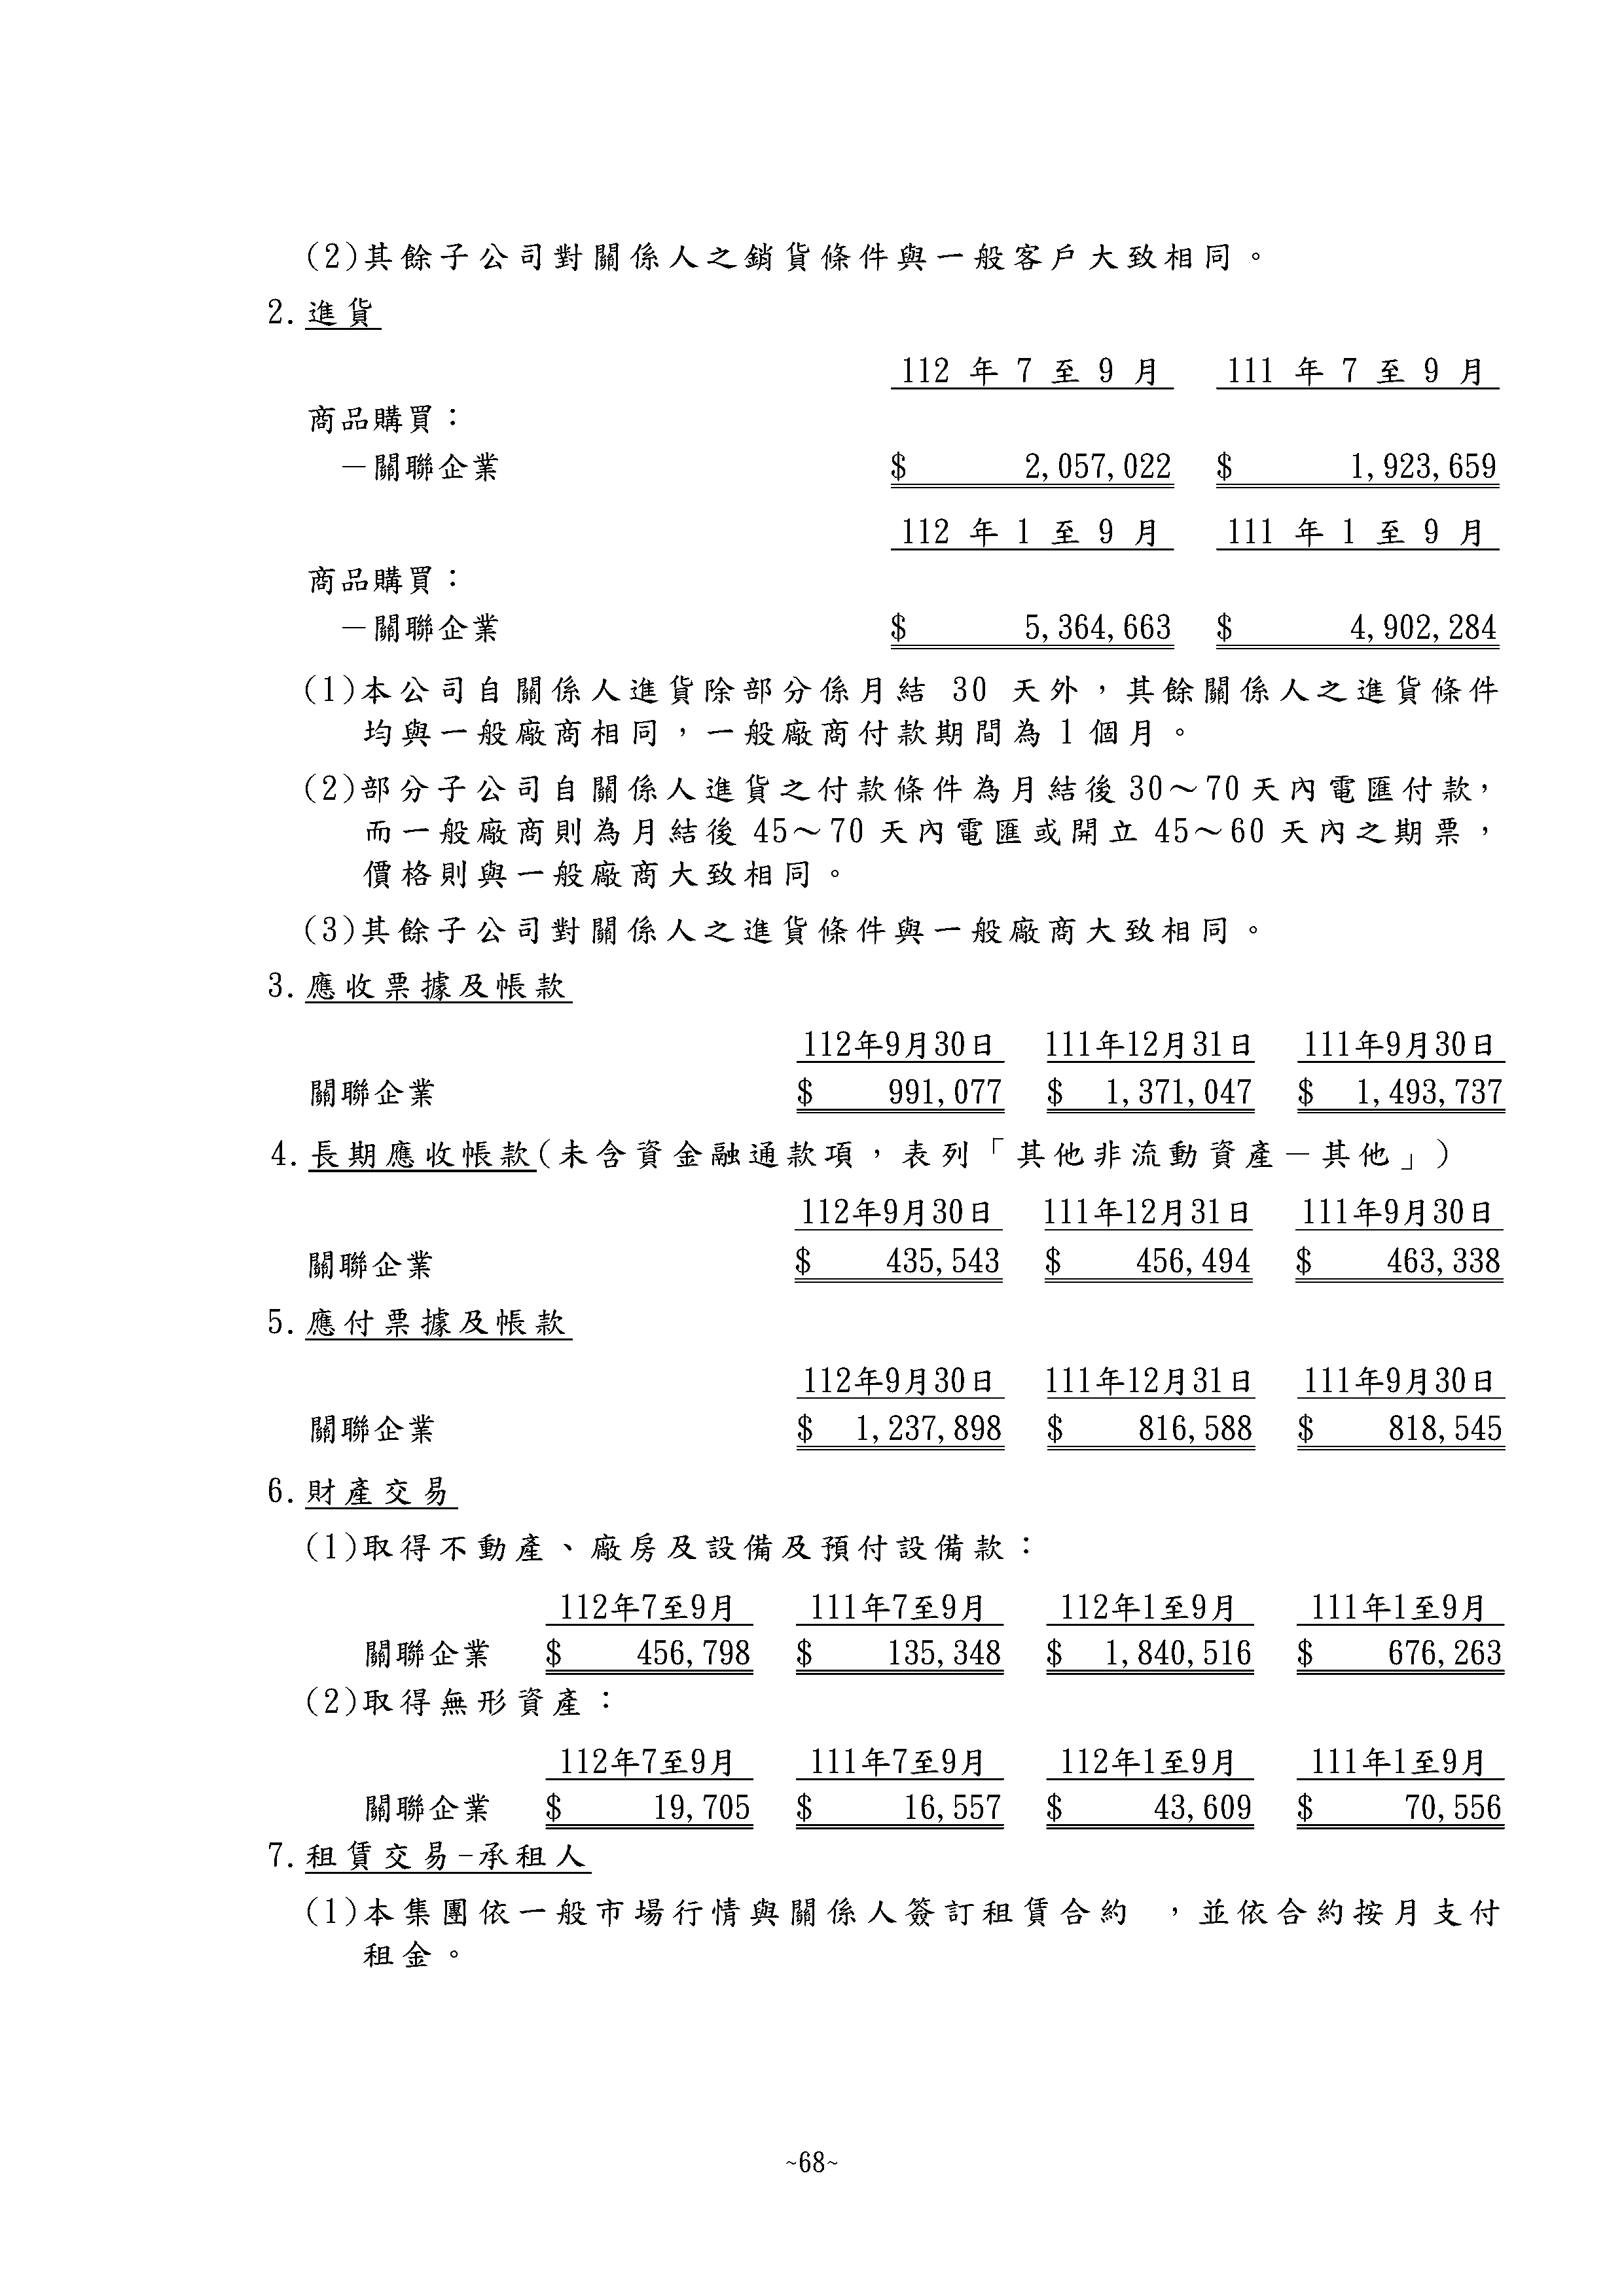 (2)其餘子公司對關係人之銷貨條件與一般客戶大致相同。
2.進貨
112 年 7 至 9 月 111 年 7 至 9 月
商品購買：
－關聯企業 $ 2,057,022 $ 1,923,659
112 年 1 至 9 月 111 年 1 至 9 月
商品購買：
－關聯企業 $ 5,364,663 $ 4,902,284
(1)本公司自關係人進貨除部分係月結 30 天外，其餘關係人之進貨條件
均與一般廠商相同，一般廠商付款期間為 1 個月。
(2)部分子公司自關係人進貨之付款條件為月結後 30～70 天內電匯付款，
而一般廠商則為月結後 45～70 天內電匯或開立 45～60 天內之期票，
價格則與一般廠商大致相同。
(3)其餘子公司對關係人之進貨條件與一般廠商大致相同。
3.應收票據及帳款
112年9月30日 111年12月31日 111年9月30日
關聯企業 $ 991,077 $ 1,371,047 $ 1,493,737
4.長期應收帳款(未含資金融通款項，表列「其他非流動資產－其他」)
112年9月30日 111年12月31日 111年9月30日
關聯企業 $ 435,543 $ 456,494 $ 463,338
5.應付票據及帳款
112年9月30日 111年12月31日 111年9月30日
關聯企業 $ 1,237,898 $ 816,588 $ 818,545
6.財產交易
(1)取得不動產、廠房及設備及預付設備款：
112年7至9月 111年7至9月 112年1至9月 111年1至9月
關聯企業 $ 456,798 $ 135,348 $ 1,840,516 $ 676,263
(2)取得無形資產：
112年7至9月 111年7至9月 112年1至9月 111年1至9月
關聯企業 $ 19,705 $ 16,557 $ 43,609 $ 70,556
7.租賃交易-承租人
(1)本集團依一般市場行情與關係人簽訂租賃合約 ，並依合約按月支付
租金。
~68~